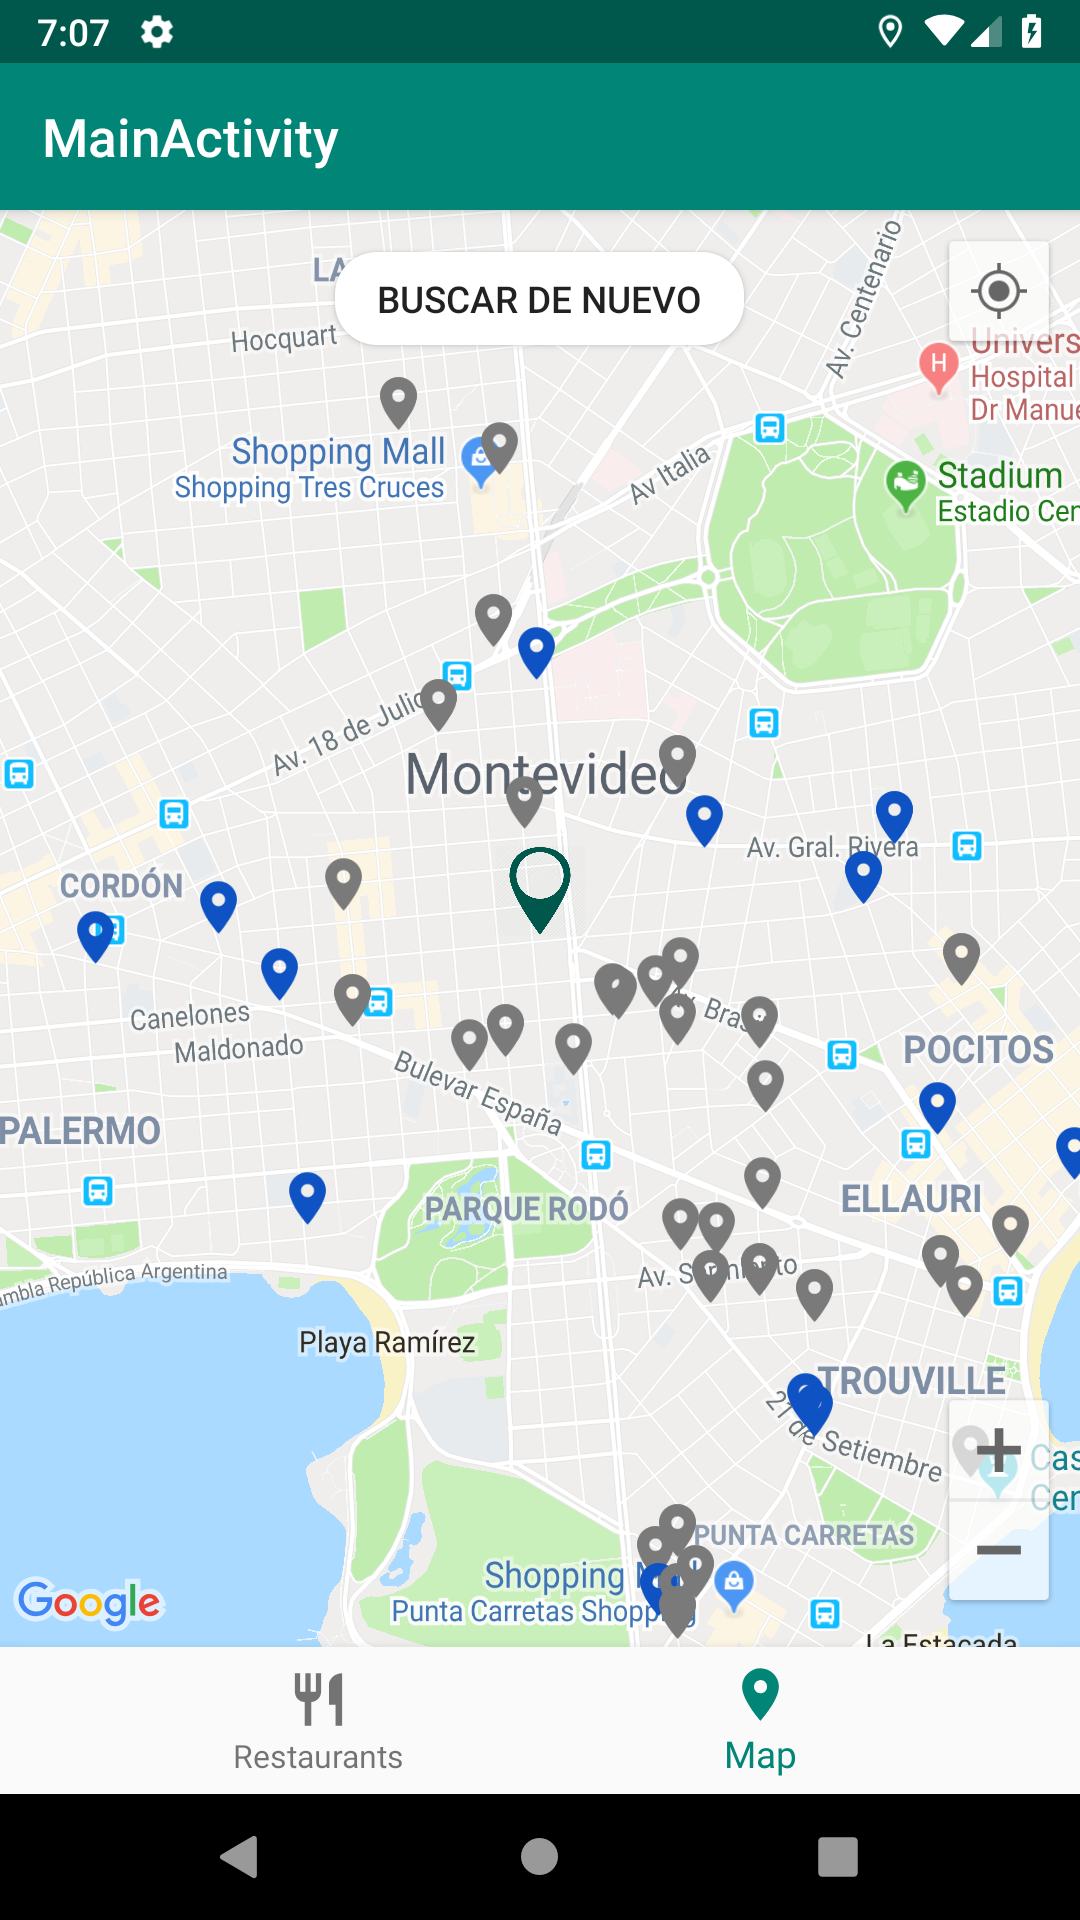 7:07
MainActivity
LA
BUSCAR DE NUEVO
Av. Centenario
Hocquart
Univers
Hospital
Dr Manue
H
Shopping Mall
Shopping Tres Cruces
Av Italia
Stadium
Estadio Cen
Av. 18 de Julio
Montevideo
Av. Gral. Rivera
CORDÓN
Canelones
Maldonado
Av. Bras
POCITOS
Bulevar España
PALERMO
ELLAURI
PARQUE RODÓ
Av. Sarmiento
ambla República Argentina
Playa Ramírez
TROUVILLE
21 de Setiembre
Cas
Cen
PUNTA CARRETAS
Shopping Mall
Punta Carretas Shopping
Google
La Estacada
Restaurants
Map